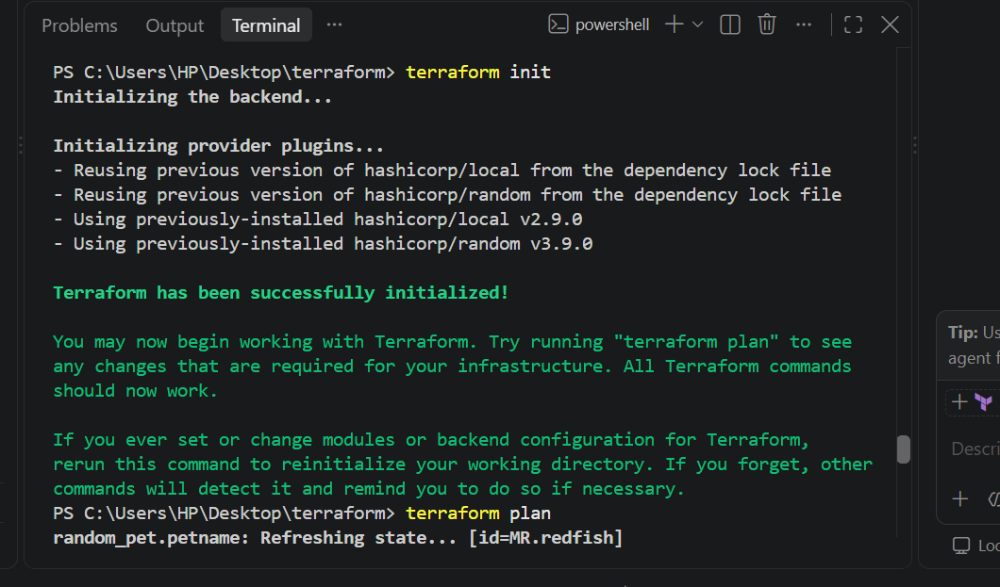 Problems Output Terminal ··· powershell
PS C:\Users\HP\Desktop\terraform> terraform init
Initializing the backend...
Initializing provider plugins...
- Reusing previous version of hashicorp/local from the dependency lock file
- Reusing previous version of hashicorp/random from the dependency lock file
- Using previously-installed hashicorp/local v2.9.0
- Using previously-installed hashicorp/random v3.9.0
Terraform has been successfully initialized!
You may now begin working with Terraform. Try running "terraform plan" to see
any changes that are required for your infrastructure. All Terraform commands
should now work.
If you ever set or change modules or backend configuration for Terraform,
rerun this command to reinitialize your working directory. If you forget, other
commands will detect it and remind you to do so if necessary.
PS C:\Users\HP\Desktop\terraform> terraform plan
random_pet.petname: Refreshing state... [id=MR.redfish]
Tip: Us
agent f
Descri
Loc